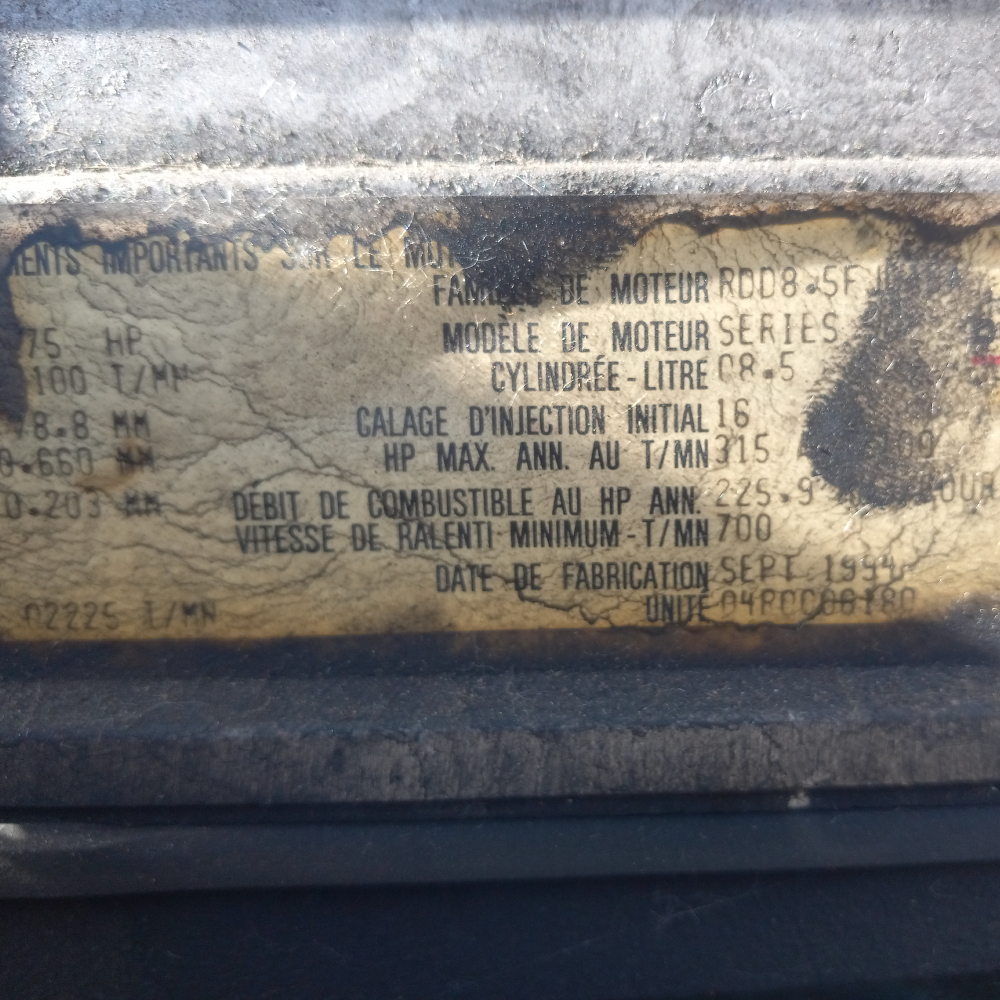 IMPORTANTS SUR LE
DE MOTEUR RDD8.5F
75 HP MODÈLE DE MOTEUR SERIES
100 T/MN CYLINDRÉE-LITRE 08.5
78.8 MM CALAGE D'INJECTION INITIAL 16
.660 MM HP MAX. ANN. AU T/MN 315
0.203 MM DÉBIT DE COMBUSTIBLE AU HP ANN. 225.9
VITESSE DE RALENTI MINIMUM-T/MN 700
DATE DE FABRICATION SEPT 1994
02225 T/MN UNITÉ